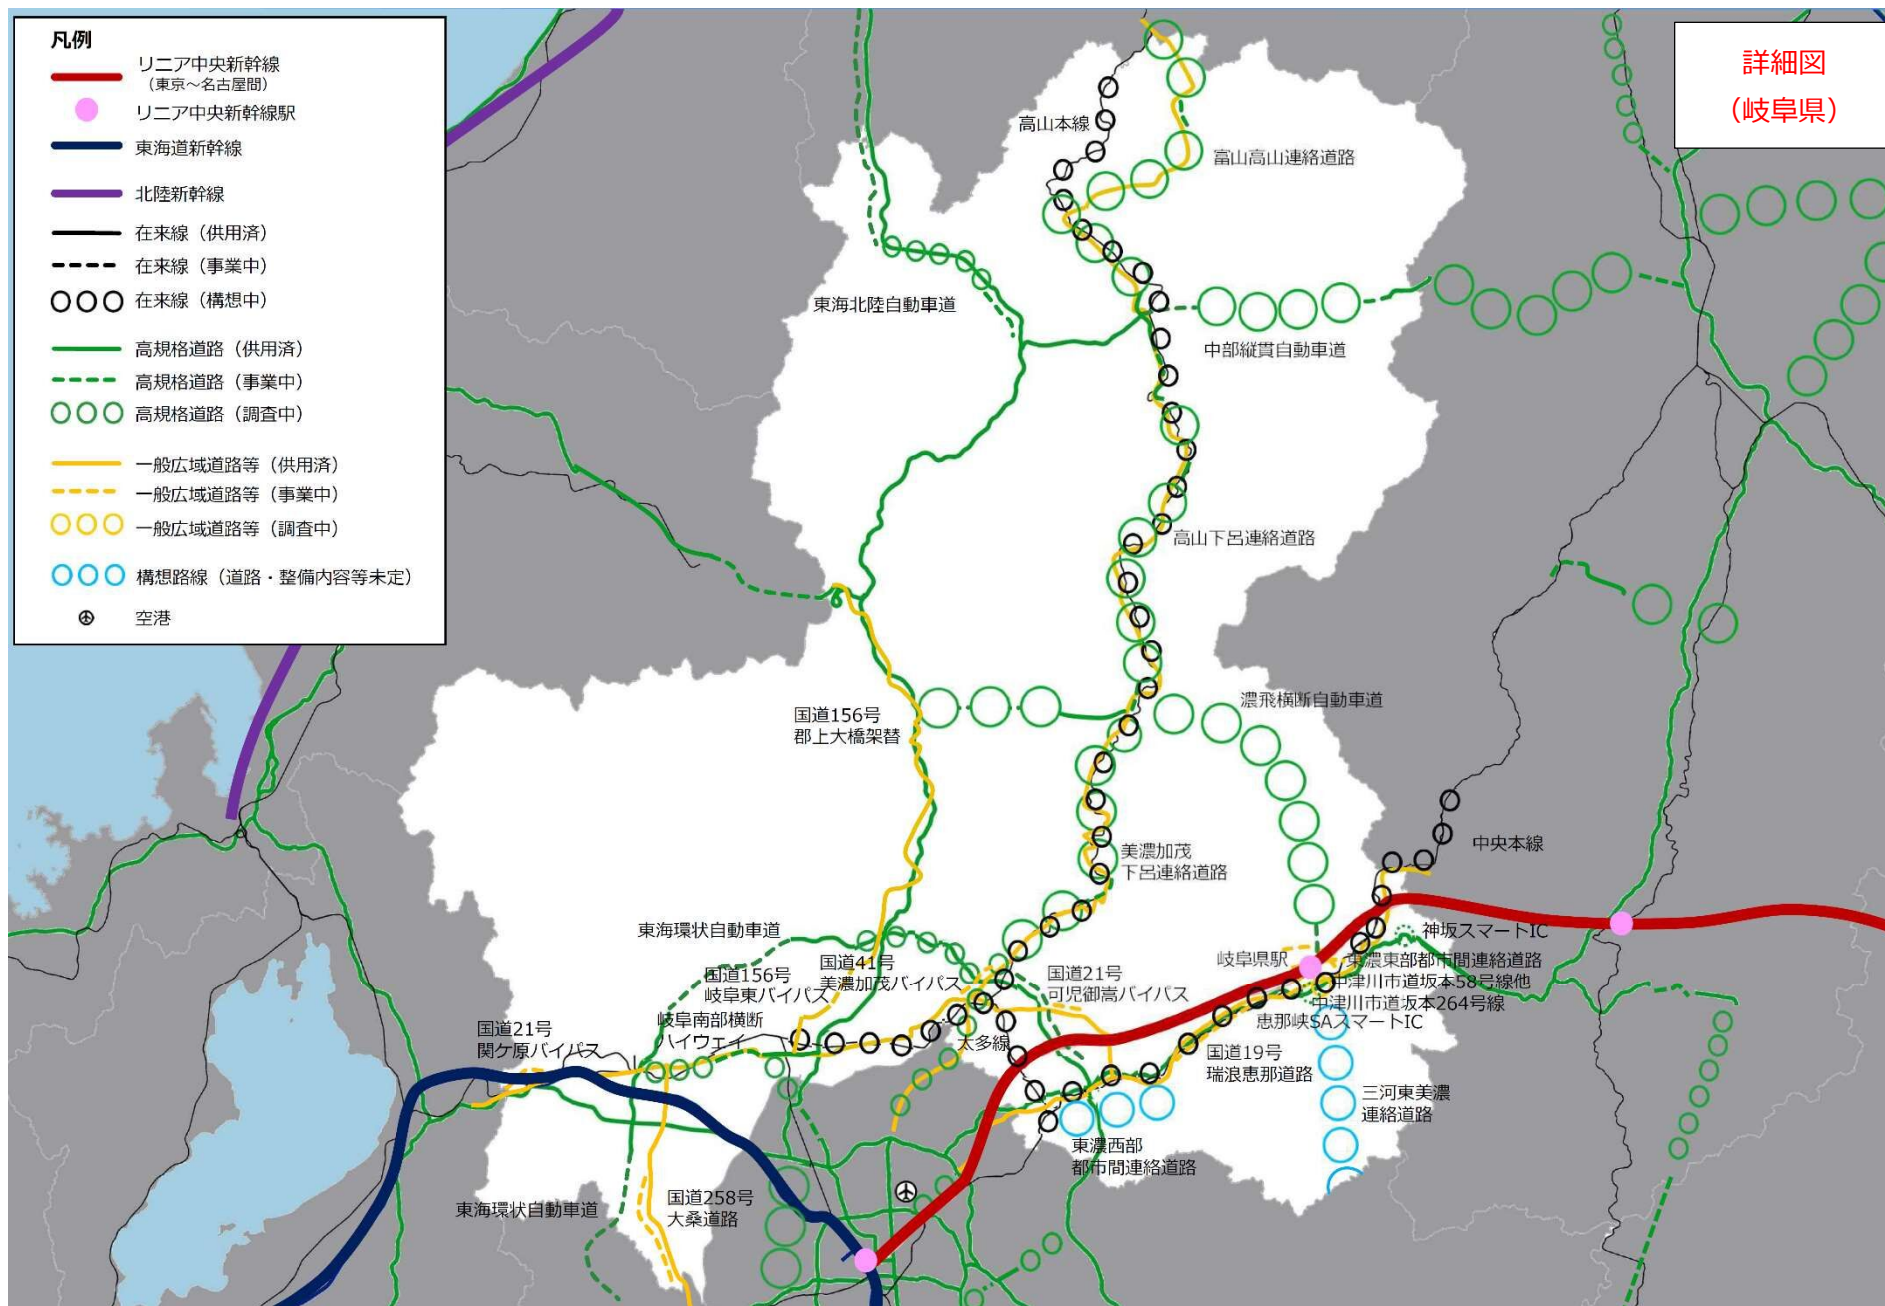 凡例
リニア中央新幹線
（東京～名古屋間）
リニア中央新幹線駅
東海道新幹線
北陸新幹線
在来線（供用済）
在来線（事業中）
在来線（構想中）
高規格道路（供用済）
高規格道路（事業中）
高規格道路（調査中）
一般広域道路等（供用済）
一般広域道路等（事業中）
一般広域道路等（調査中）
構想路線（道路・整備内容等未定）
空港
詳細図
（岐阜県）
高山本線
富山高山連絡道路
東海北陸自動車道
中部縦貫自動車道
高山下呂連絡道路
濃飛横断自動車道
国道156号
郡上大橋架替
中央本線
美濃加茂
下呂連絡道路
東海環状自動車道
神坂スマートIC
岐阜県駅
東濃東部都市間連絡道路
国道156号
岐阜東バイパス
国道41号
美濃加茂バイパス
国道21号
可児御嵩バイパス
中津川市道坂本58号線他
中津川市道坂本264号線
恵那峡SAスマートIC
岐阜南部横断
ハイウェイ
国道21号
関ケ原バイパス
太多線
国道19号
瑞浪恵那道路
三河東美濃
連絡道路
東濃西部
都市間連絡道路
国道258号
大桑道路
東海環状自動車道